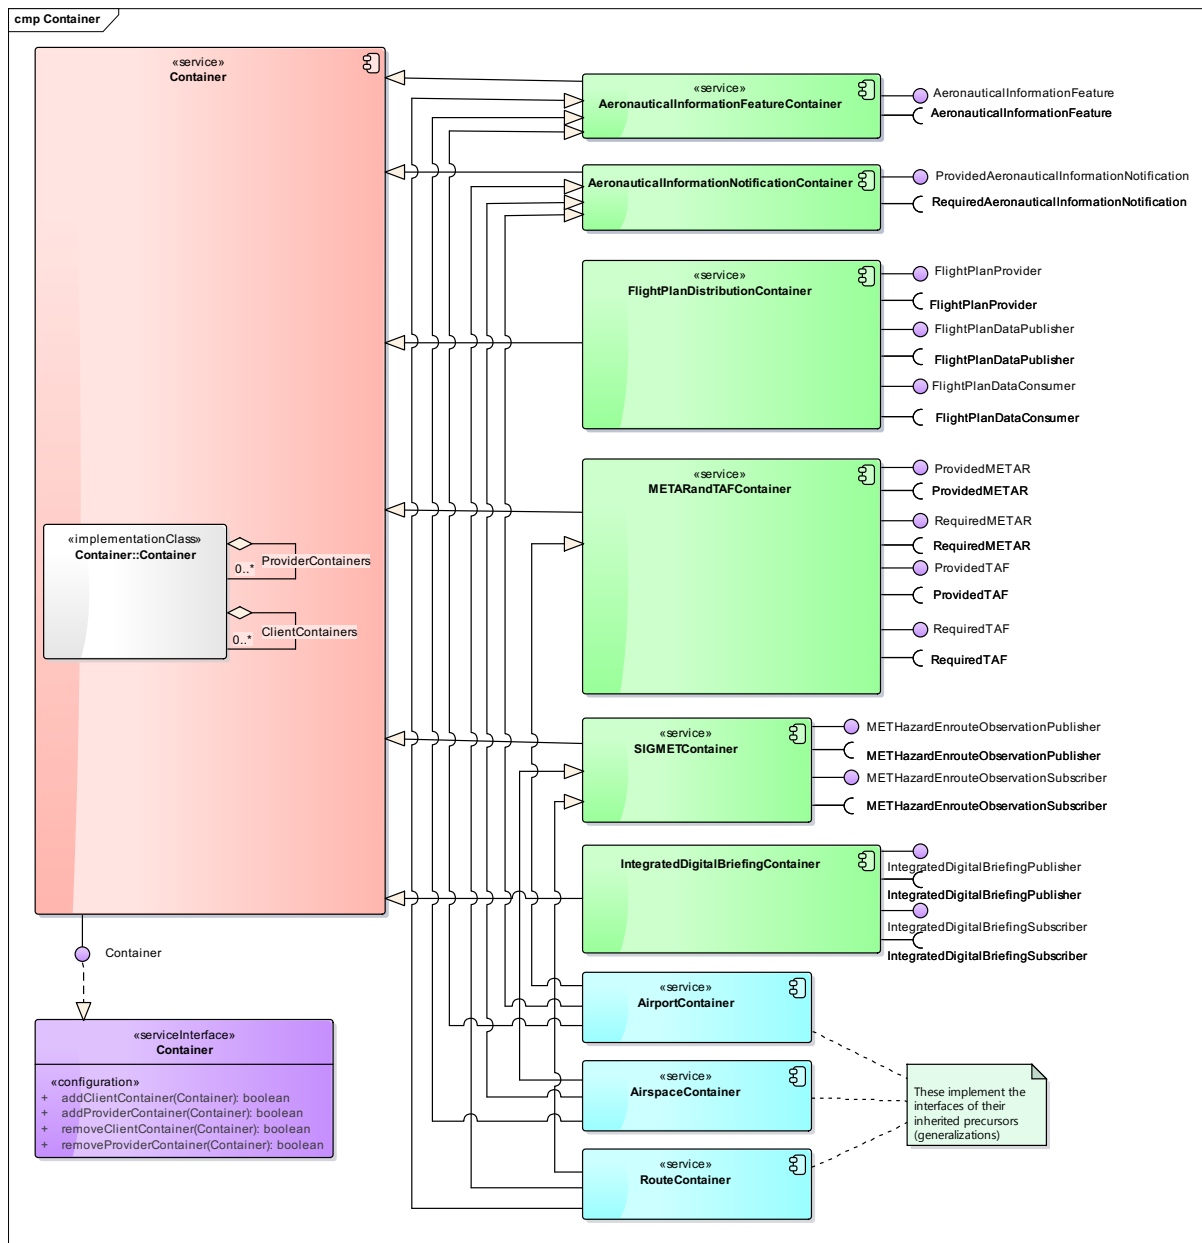 cmp Container
«service»
Container
«implementationClass»
Container::Container
0..*
ProviderContainers
0..*
ClientContainers
Container
«serviceInterface»
Container
«configuration»
+ addClientContainer(Container): boolean
+ addProviderContainer(Container): boolean
+ removeClientContainer(Container): boolean
+ removeProviderContainer(Container): boolean
«service»
AeronauticalInformationFeatureContainer
AeronauticalInformationFeature
AeronauticalInformationFeature
AeronauticalInformationNotificationContainer
ProvidedAeronauticalInformationNotification
RequiredAeronauticalInformationNotification
«service»
FlightPlanDistributionContainer
FlightPlanProvider
FlightPlanProvider
FlightPlanDataPublisher
FlightPlanDataPublisher
FlightPlanDataConsumer
FlightPlanDataConsumer
«service»
METARandTAFContainer
ProvidedMETAR
ProvidedMETAR
RequiredMETAR
RequiredMETAR
ProvidedTAF
ProvidedTAF
RequiredTAF
RequiredTAF
«service»
SIGMETContainer
METHazardEnrouteObservationPublisher
METHazardEnrouteObservationPublisher
METHazardEnrouteObservationSubscriber
METHazardEnrouteObservationSubscriber
IntegratedDigitalBriefingContainer
IntegratedDigitalBriefingPublisher
IntegratedDigitalBriefingPublisher
IntegratedDigitalBriefingSubscriber
IntegratedDigitalBriefingSubscriber
«service»
AirportContainer
«service»
AirspaceContainer
«service»
RouteContainer
These implement the
interfaces of their
inherited precursors
(generalizations)